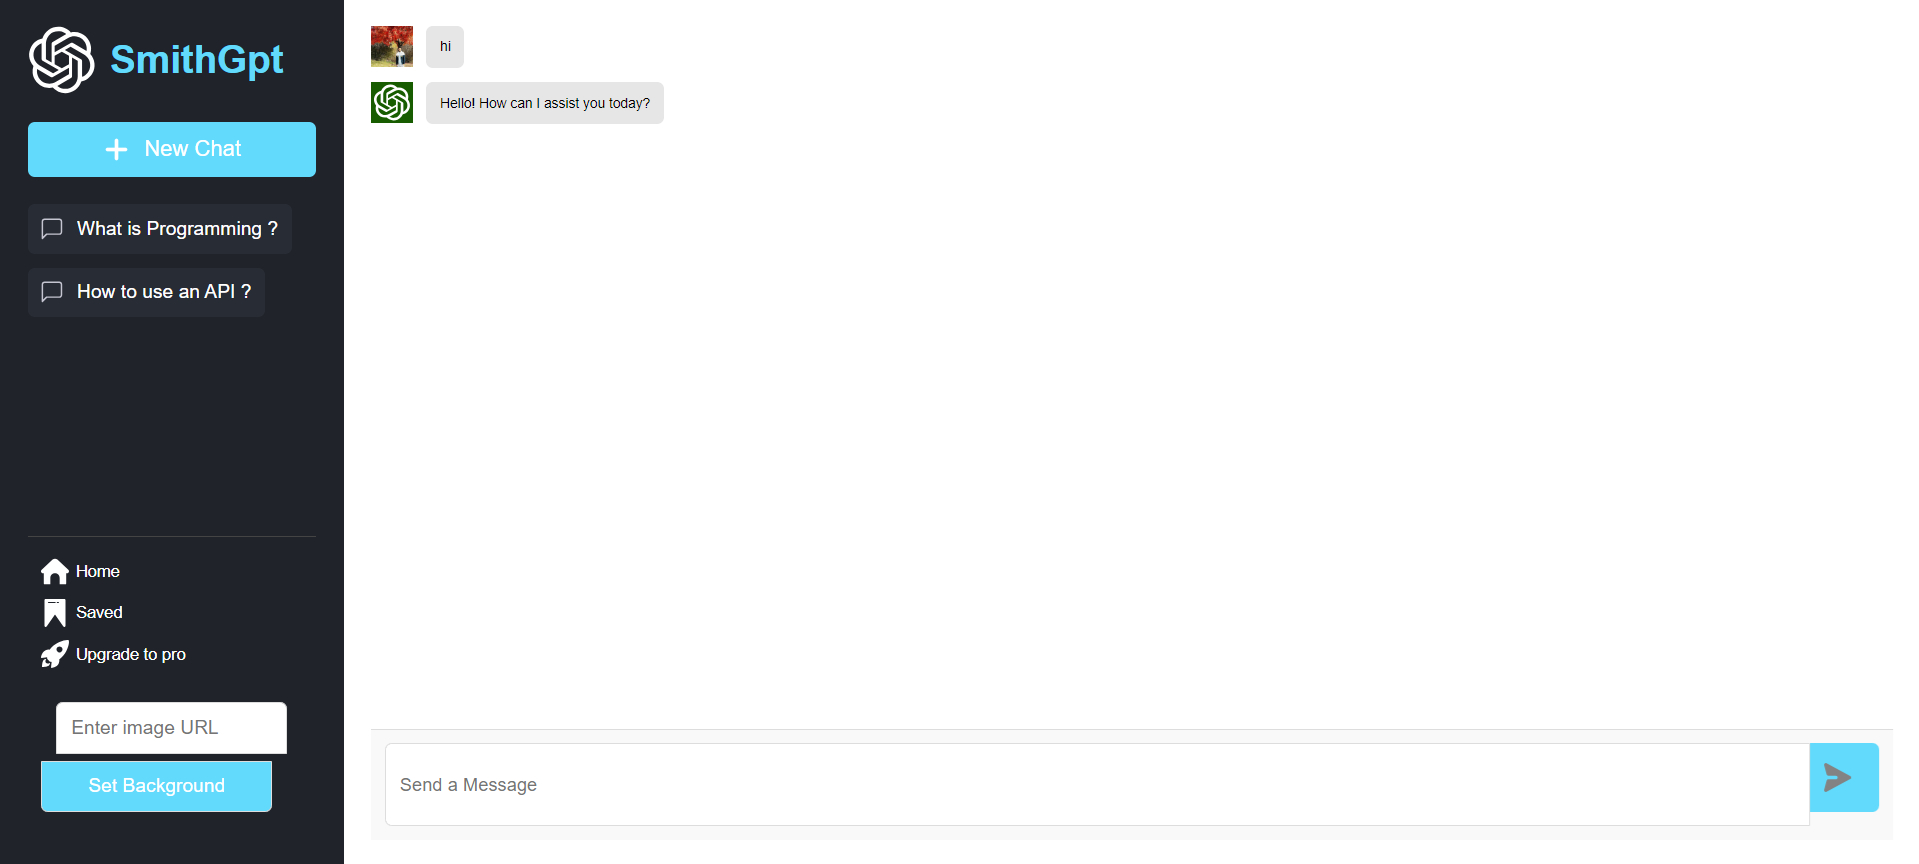 SmithGpt
New Chat
What is Programming ?
How to use an API ?
Home
Saved
Upgrade to pro
Enter image URL
Set Background
hi
Hello! How can I assist you today?
Send a Message